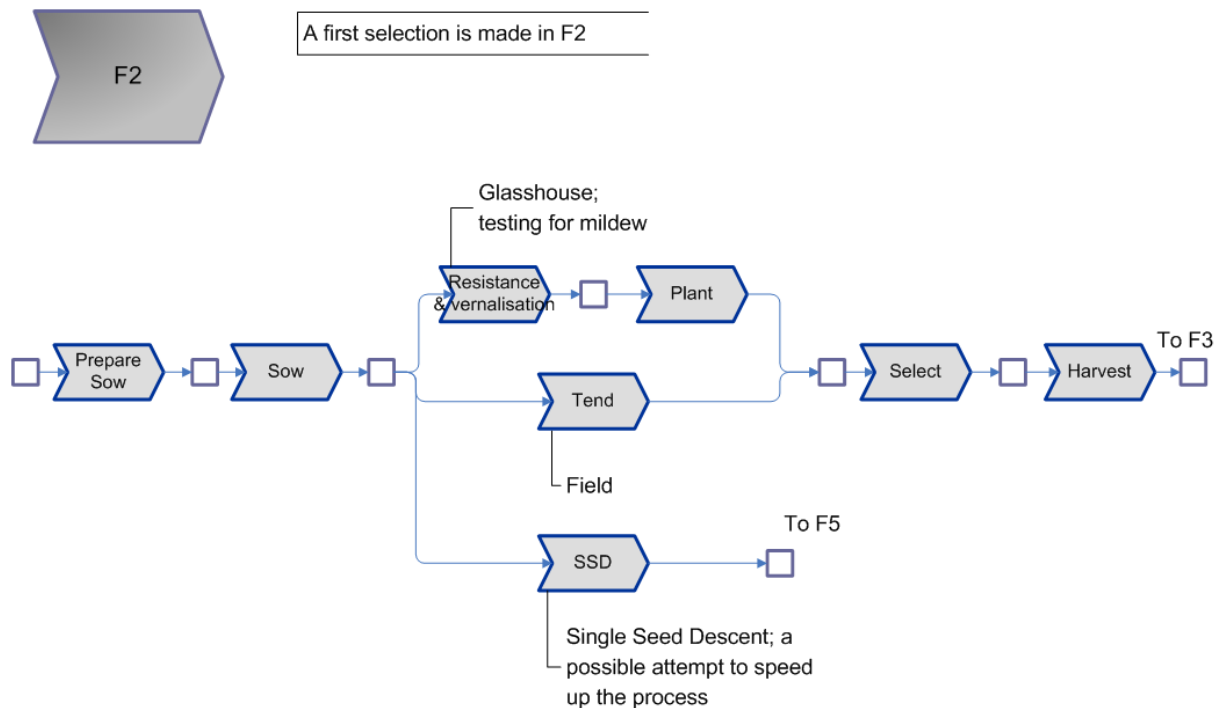 F2
A first selection is made in F2
Glasshouse;
testing for mildew
Resistance
& vernalisation
Plant
Prepare
Sow
Sow
Tend
Select
Harvest
To F3
Field
To F5
SSD
Single Seed Descent; a
possible attempt to speed
up the process